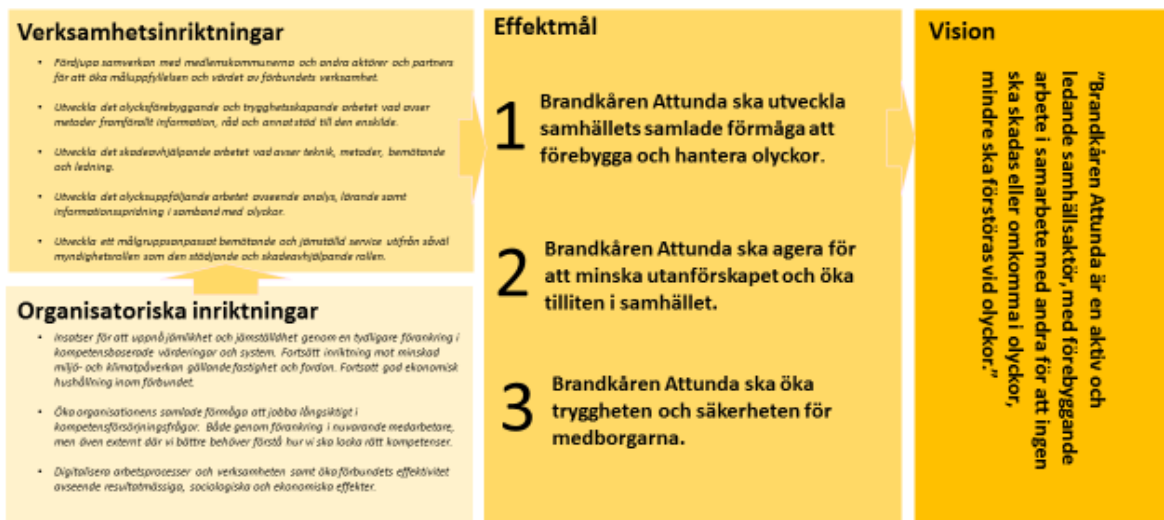 Verksamhetsinriktningar
• Fördjupa samverkan med medlemskommunerna och andra aktörer och partners
för att öka måluppfyllelsen och värdet av förbundets verksamhet.
• Utveckla det olycksförebyggande och trygghetsskapande arbetet vad avser
metoder framförallt information, råd och annat stöd till den enskilde.
• Utveckla det skadeavhjälpande arbetet vad avser teknik, metoder, bemötande
och ledning.
• Utveckla det olycksuppföljande arbetet avseende analys, lärande samt
informationsspridning i samband med olyckor.
• Utveckla ett målgruppsanpassat bemötande och jämställd service utifrån såväl
myndighetsrollen som den stödjande och skadeavhjälpande rollen.
Organisatoriska inriktningar
• Insatser för att uppnå jämlikhet och jämställdhet genom en tydligare förankring i
kompetensbaserade värderingar och system. Fortsätt inriktning mot minskad
miljö- och klimatpåverkan gällande fastighet och fordon. Fortsatt god ekonomisk
hushållning inom förbundet.
• Öka organisationens samlade förmåga att jobba långsiktigt i
kompetensförsörjningsfrågor. Både genom förankring i nuvarande medarbetare,
men även externt där vi bättre behöver förstå hur vi ska locka rätt kompetenser.
• Digitalisera arbetsprocesser och verksamheten samt öka förbundets effektivitet
avseende resultatmässiga, sociologiska och ekonomiska effekter.
Effektmål
1 Brandkåren Attunda ska utveckla
samhällets samlade förmåga att
förebygga och hantera olyckor.
2 Brandkåren Attunda ska agera för
att minska utanförskapet och öka
tilliten i samhället.
3 Brandkåren Attunda ska öka
tryggheten och säkerheten för
medborgarna.
Vision
”Brandkåren Attunda är en aktiv och
ledande samhällsaktör, med förebyggande
arbete i samarbete med andra för att ingen
ska skadas eller omkomma i olyckor,
mindre ska förstöras vid olyckor.”